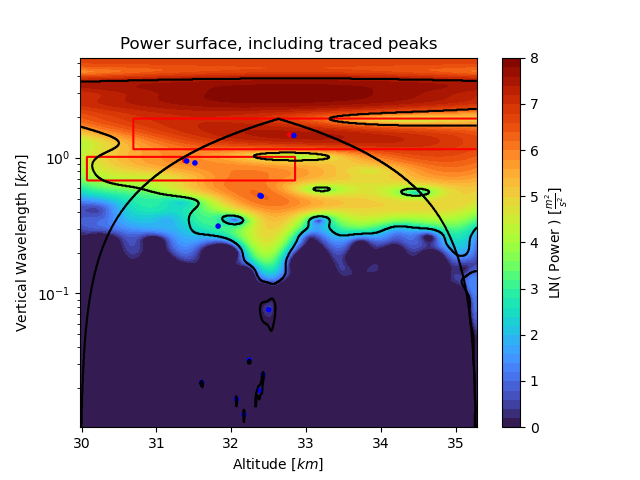 Power surface, including traced peaks
Vertical Wavelength [km]
10⁰
10⁻¹
30 31 32 33 34 35
Altitude [km]
8
7
6
5
4
3
2
1
0
LN( Power ) [m²/s²]